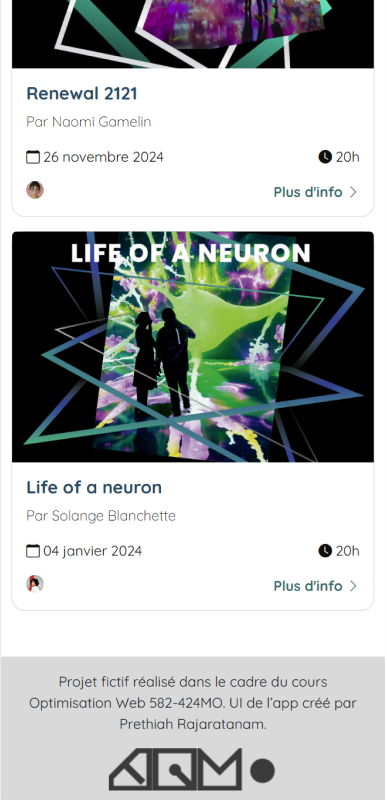 Renewal 2121
Par Naomi Gamelin
26 novembre 2024 20h
Plus d'info
LIFE OF A NEURON
Life of a neuron
Par Solange Blanchette
04 janvier 2024 20h
Plus d'info
Projet fictif réalisé dans le cadre du cours
Optimisation Web 582-424MO. UI de l'app créé par
Prethiah Rajaratanam.